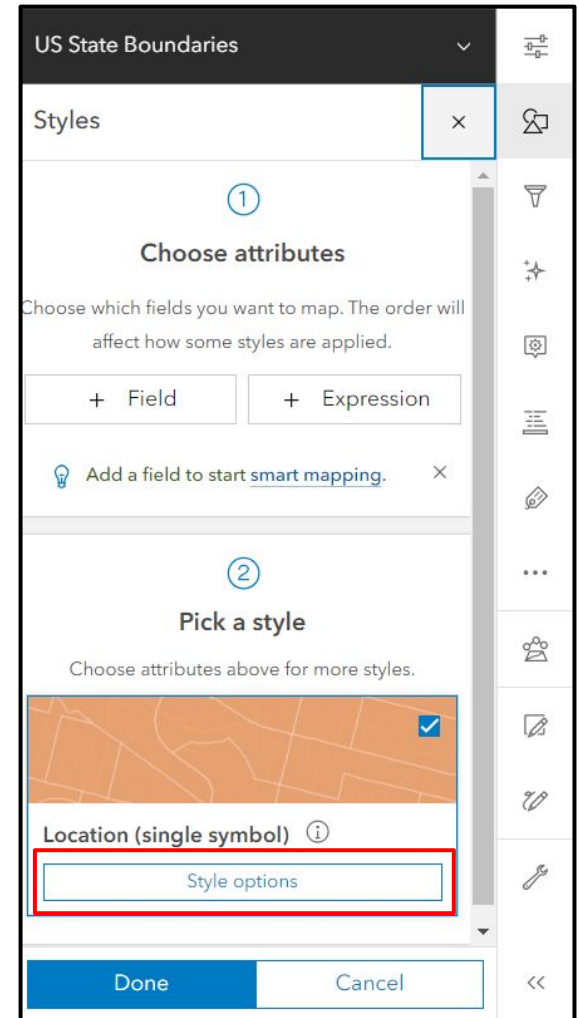 US State Boundaries
Styles
1
Choose attributes
Choose which fields you want to map. The order will
affect how some styles are applied.
+ Field
+ Expression
Add a field to start smart mapping.
2
Pick a style
Choose attributes above for more styles.
Location (single symbol)
Style options
Done
Cancel